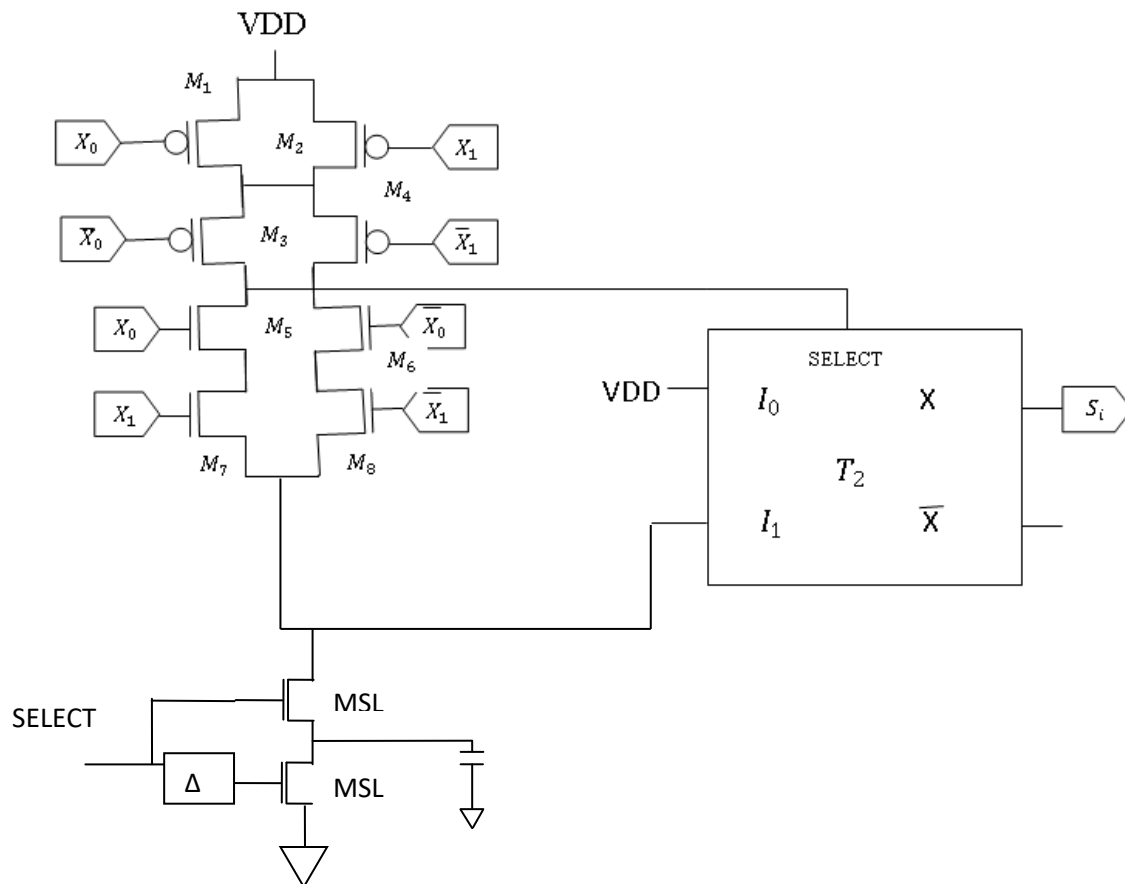 VDD
M₁
X₀
M₂
X₁
M₄
X̅₀
M₃
X̅₁
X₀
M₅
X̅₀
M₆
SELECT
VDD
I₀
X
Sᵢ
X₁
X̅₁
M₇
M₈
T₂
I₁
X̅
MSL
SELECT
Δ
MSL